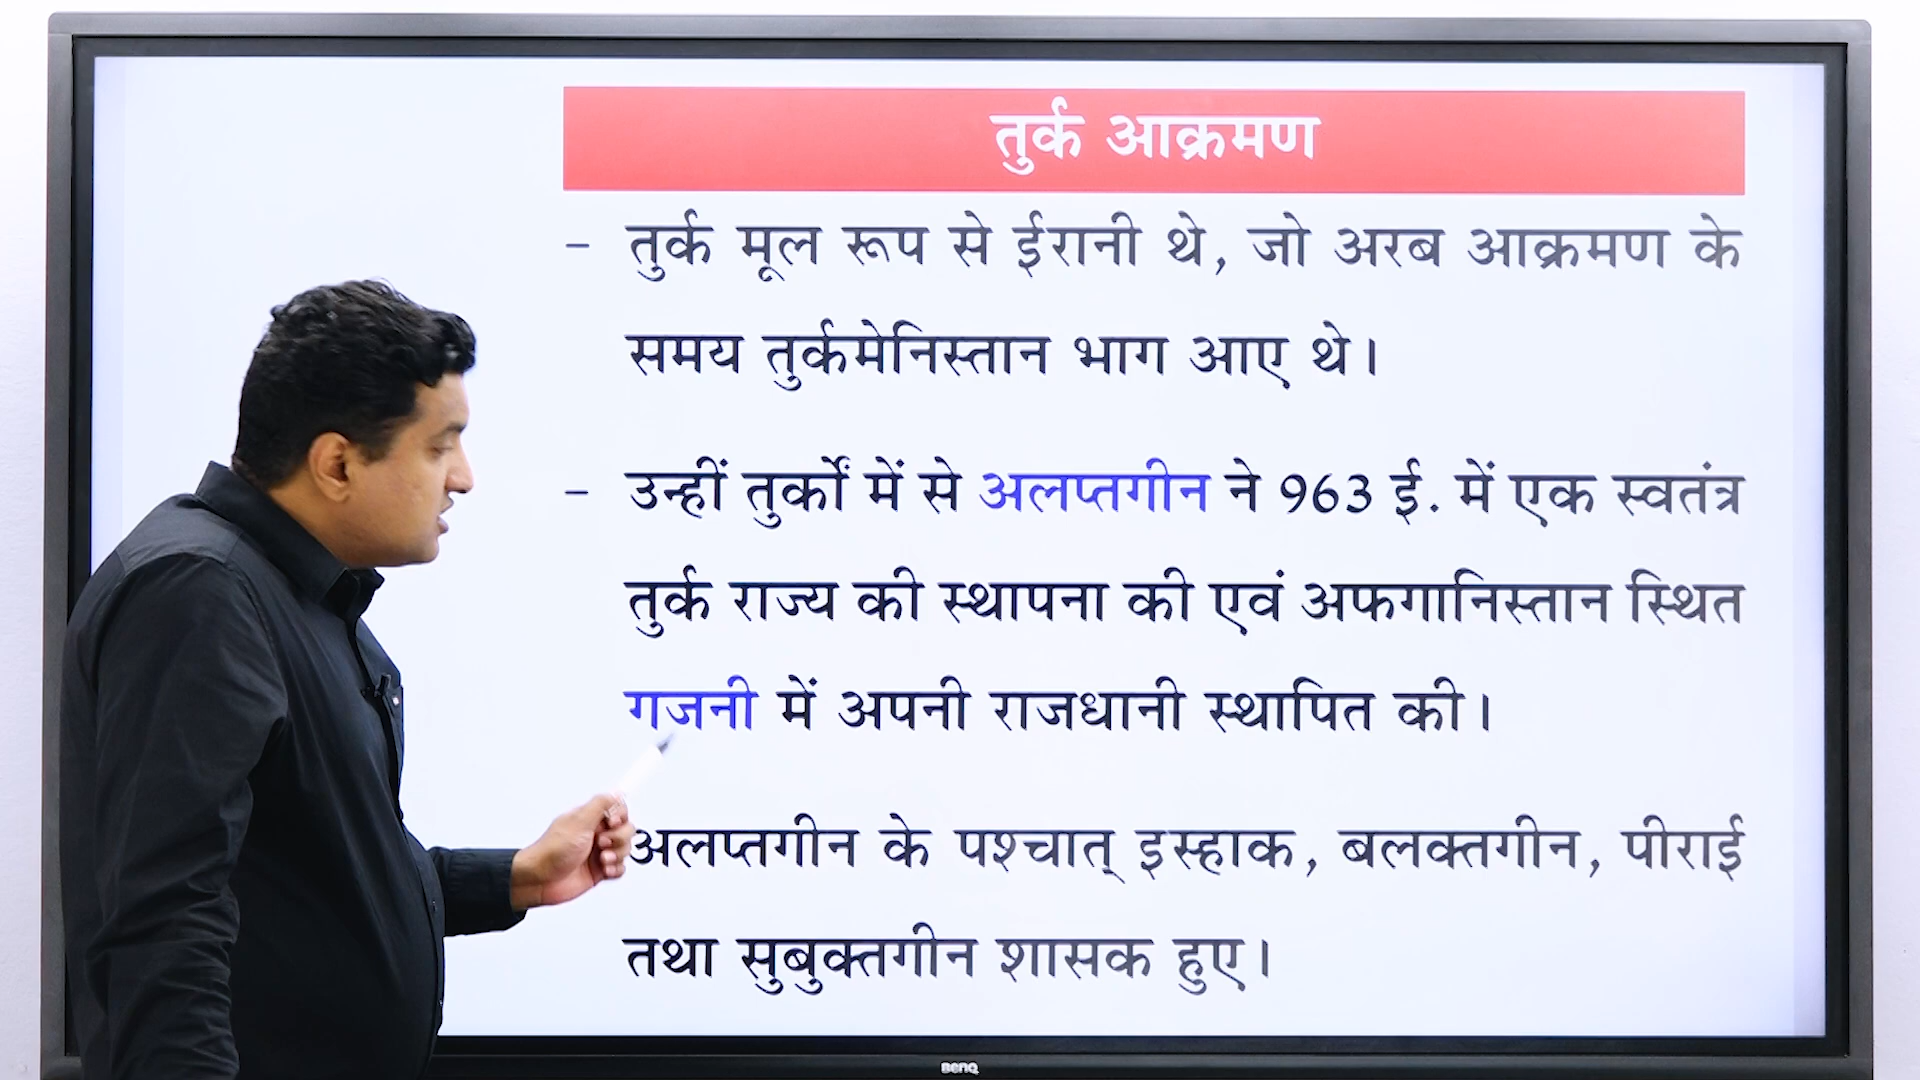 तुर्क आक्रमण
- तुर्क मूल रूप से ईरानी थे, जो अरब आक्रमण के
समय तुर्कमेनिस्तान भाग आए थे।
- उन्हीं तुर्कों में से अलप्तगीन ने 963 ई. में एक स्वतंत्र
तुर्क राज्य की स्थापना की एवं अफगानिस्तान स्थित
गजनी में अपनी राजधानी स्थापित की।
अलप्तगीन के पश्चात् इस्हाक, बलक्तगीन, पीराई
तथा सुबुक्तगीन शासक हुए।
BenQ